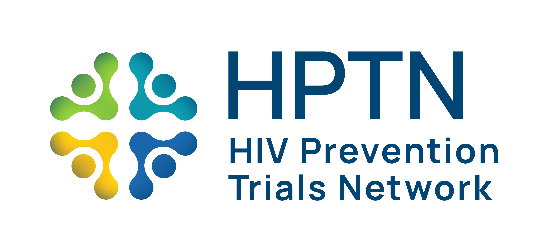 HPTN
HIV Prevention
Trials Network